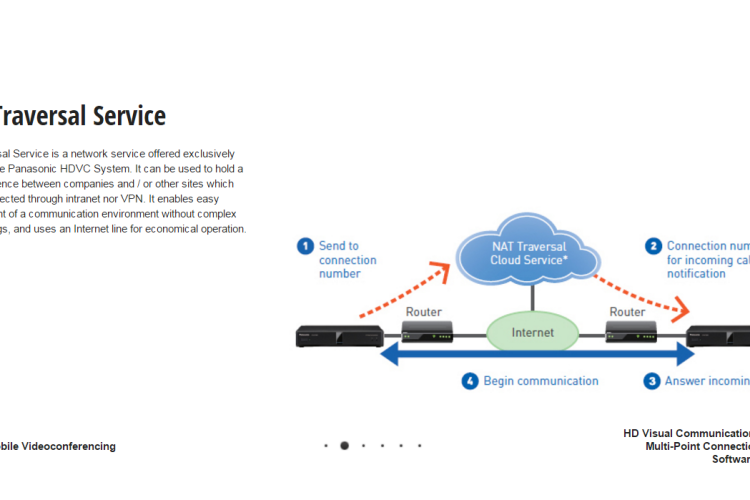 Traversal Service
sal Service is a network service offered exclusively
e Panasonic HDVC System. It can be used to hold a
ence between companies and / or other sites which
ected through intranet nor VPN. It enables easy
nt of a communication environment without complex
gs, and uses an Internet line for economical operation.
NAT Traversal
Cloud Service*
1 Send to
connection
number
2 Connection num
for incoming cal
notification
Router
Router
Internet
4 Begin communication
3 Answer incomin
bile Videoconferencing
HD Visual Communication
Multi-Point Connectio
Softwar